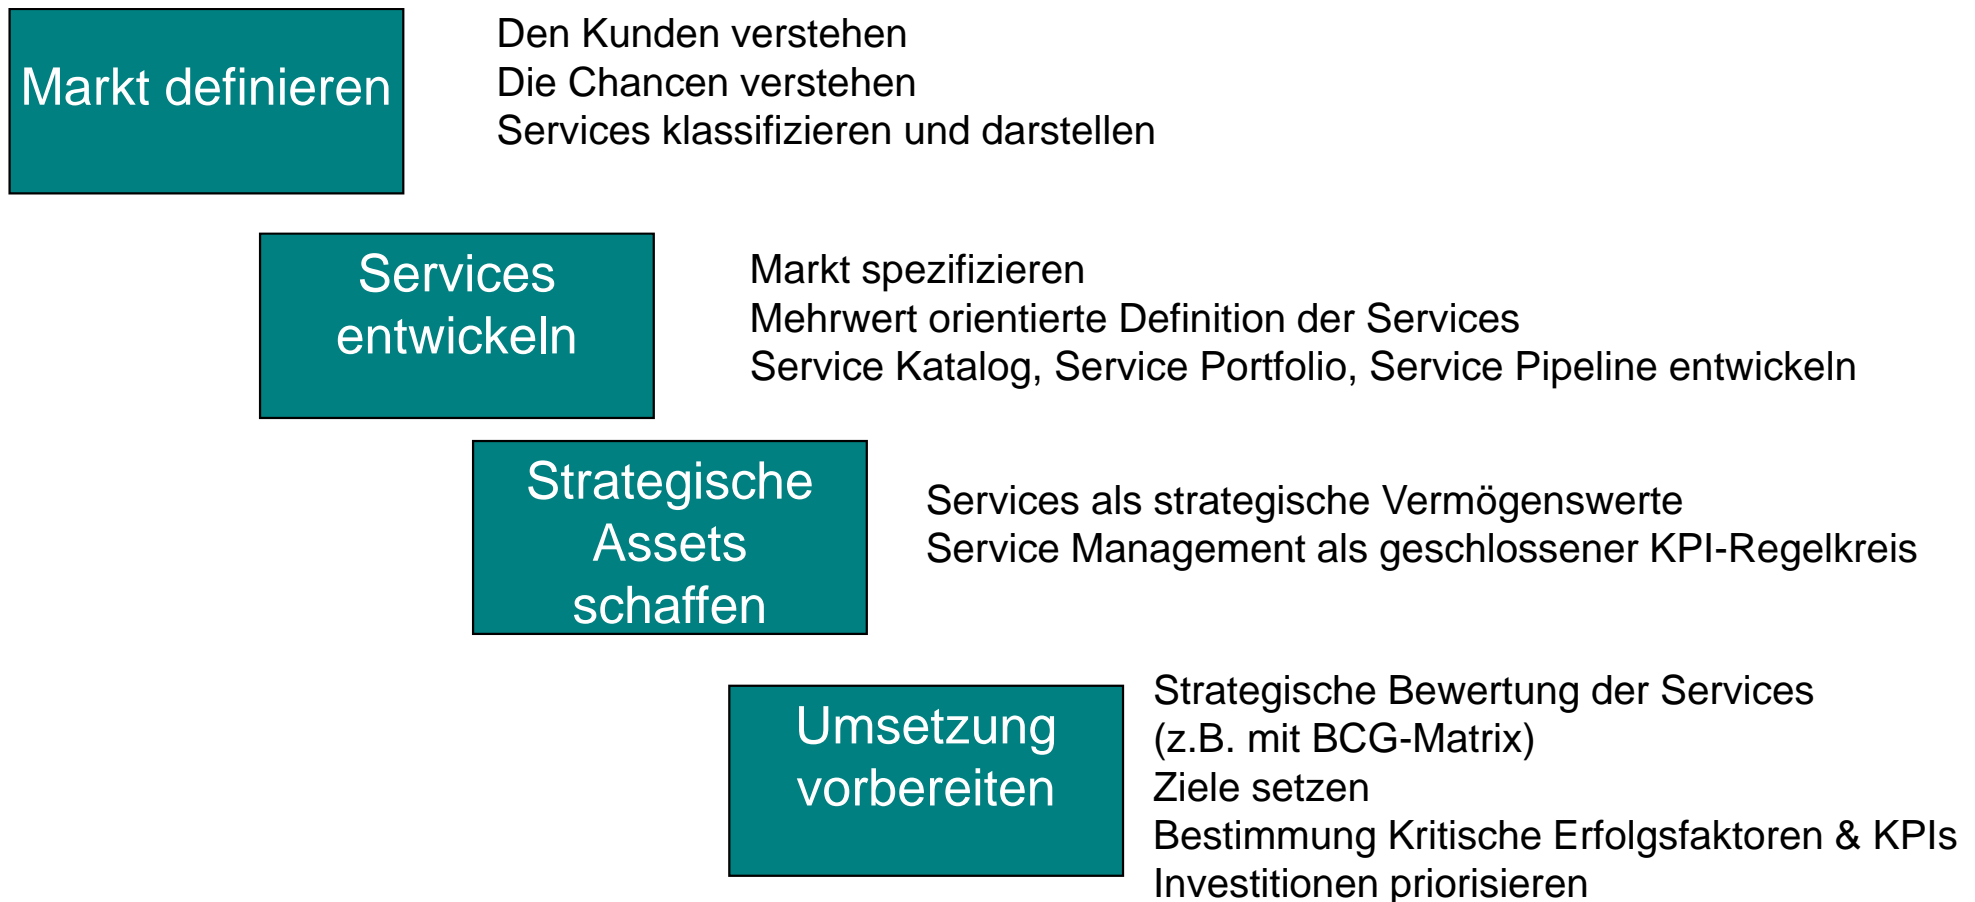 Markt definieren
Den Kunden verstehen
Die Chancen verstehen
Services klassifizieren und darstellen
Services
entwickeln
Markt spezifizieren
Mehrwert orientierte Definition der Services
Service Katalog, Service Portfolio, Service Pipeline entwickeln
Strategische
Assets
schaffen
Services als strategische Vermögenswerte
Service Management als geschlossener KPI-Regelkreis
Umsetzung
vorbereiten
Strategische Bewertung der Services
(z.B. mit BCG-Matrix)
Ziele setzen
Bestimmung Kritische Erfolgsfaktoren & KPIs
Investitionen priorisieren